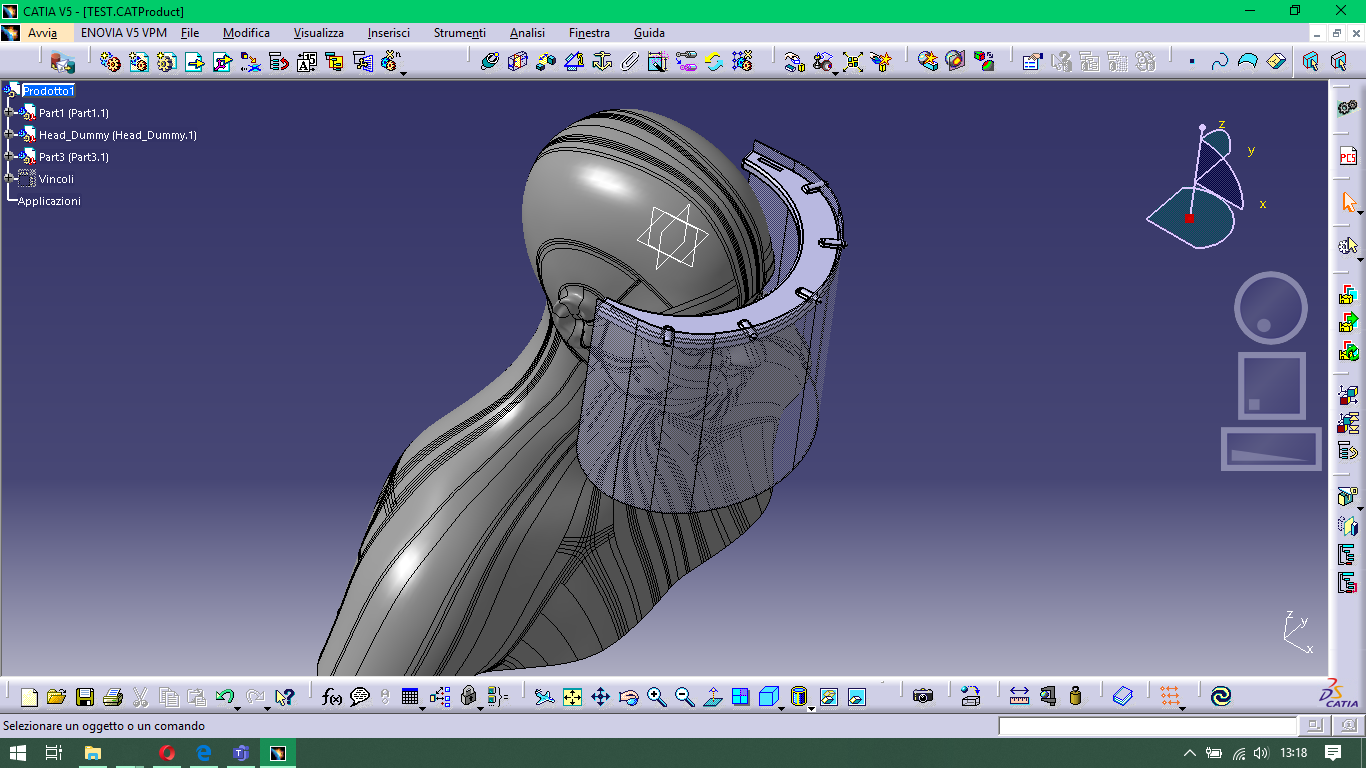 CATIA V5 - [TEST.CATProduct]
Avvia ENOVIA V5 VPM File Modifica Visualizza Inserisci Strumenti Analisi Finestra Guida
Prodotto1
Part1 (Part1.1)
Head_Dummy (Head_Dummy.1)
Part3 (Part3.1)
Vincoli
Applicazioni
z
y
x
PCS
z
y
x
f(x)
CATIA
Selezionare un oggetto o un comando
13:18